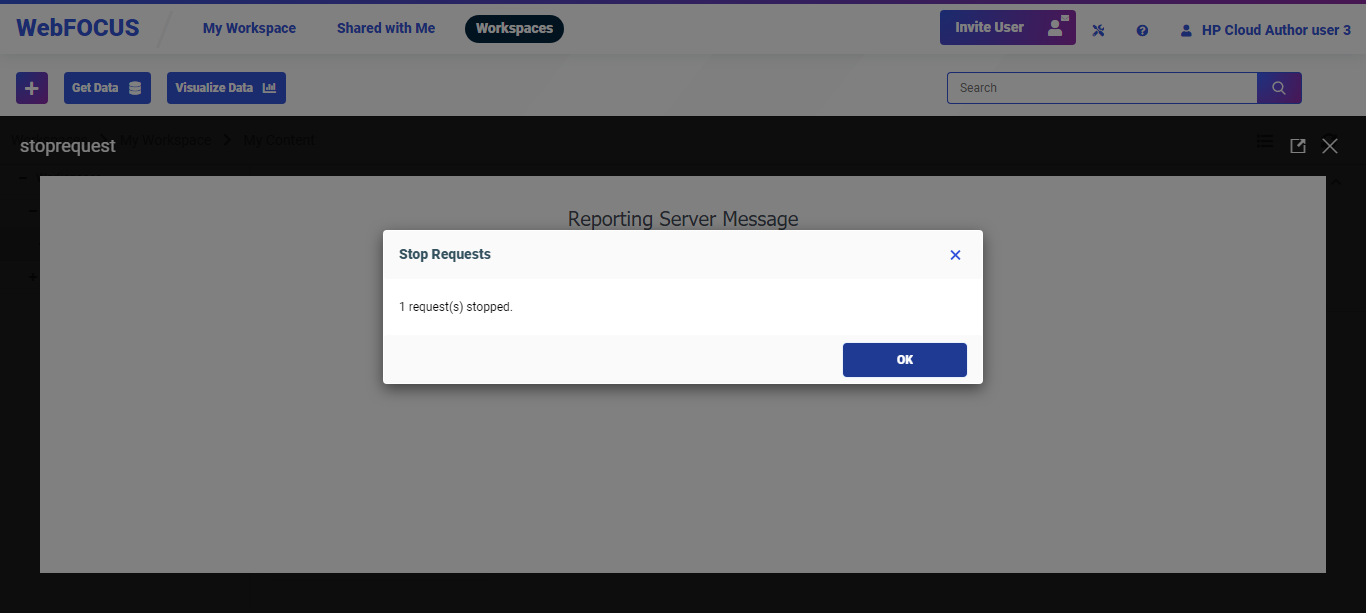 WebFOCUS
My Workspace
Shared with Me
Workspaces
Invite User
HP Cloud Author user 3
Get Data
Visualize Data
Search
My Workspace
My Content
stoprequest
Reporting Server Message
Stop Requests
1 request(s) stopped.
OK